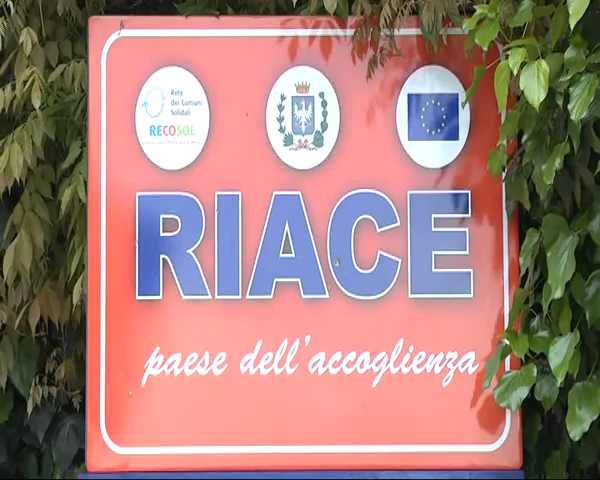 Rete
dei Comuni
Solidali
RECOSOL
RIACE
paese dell'accoglienza